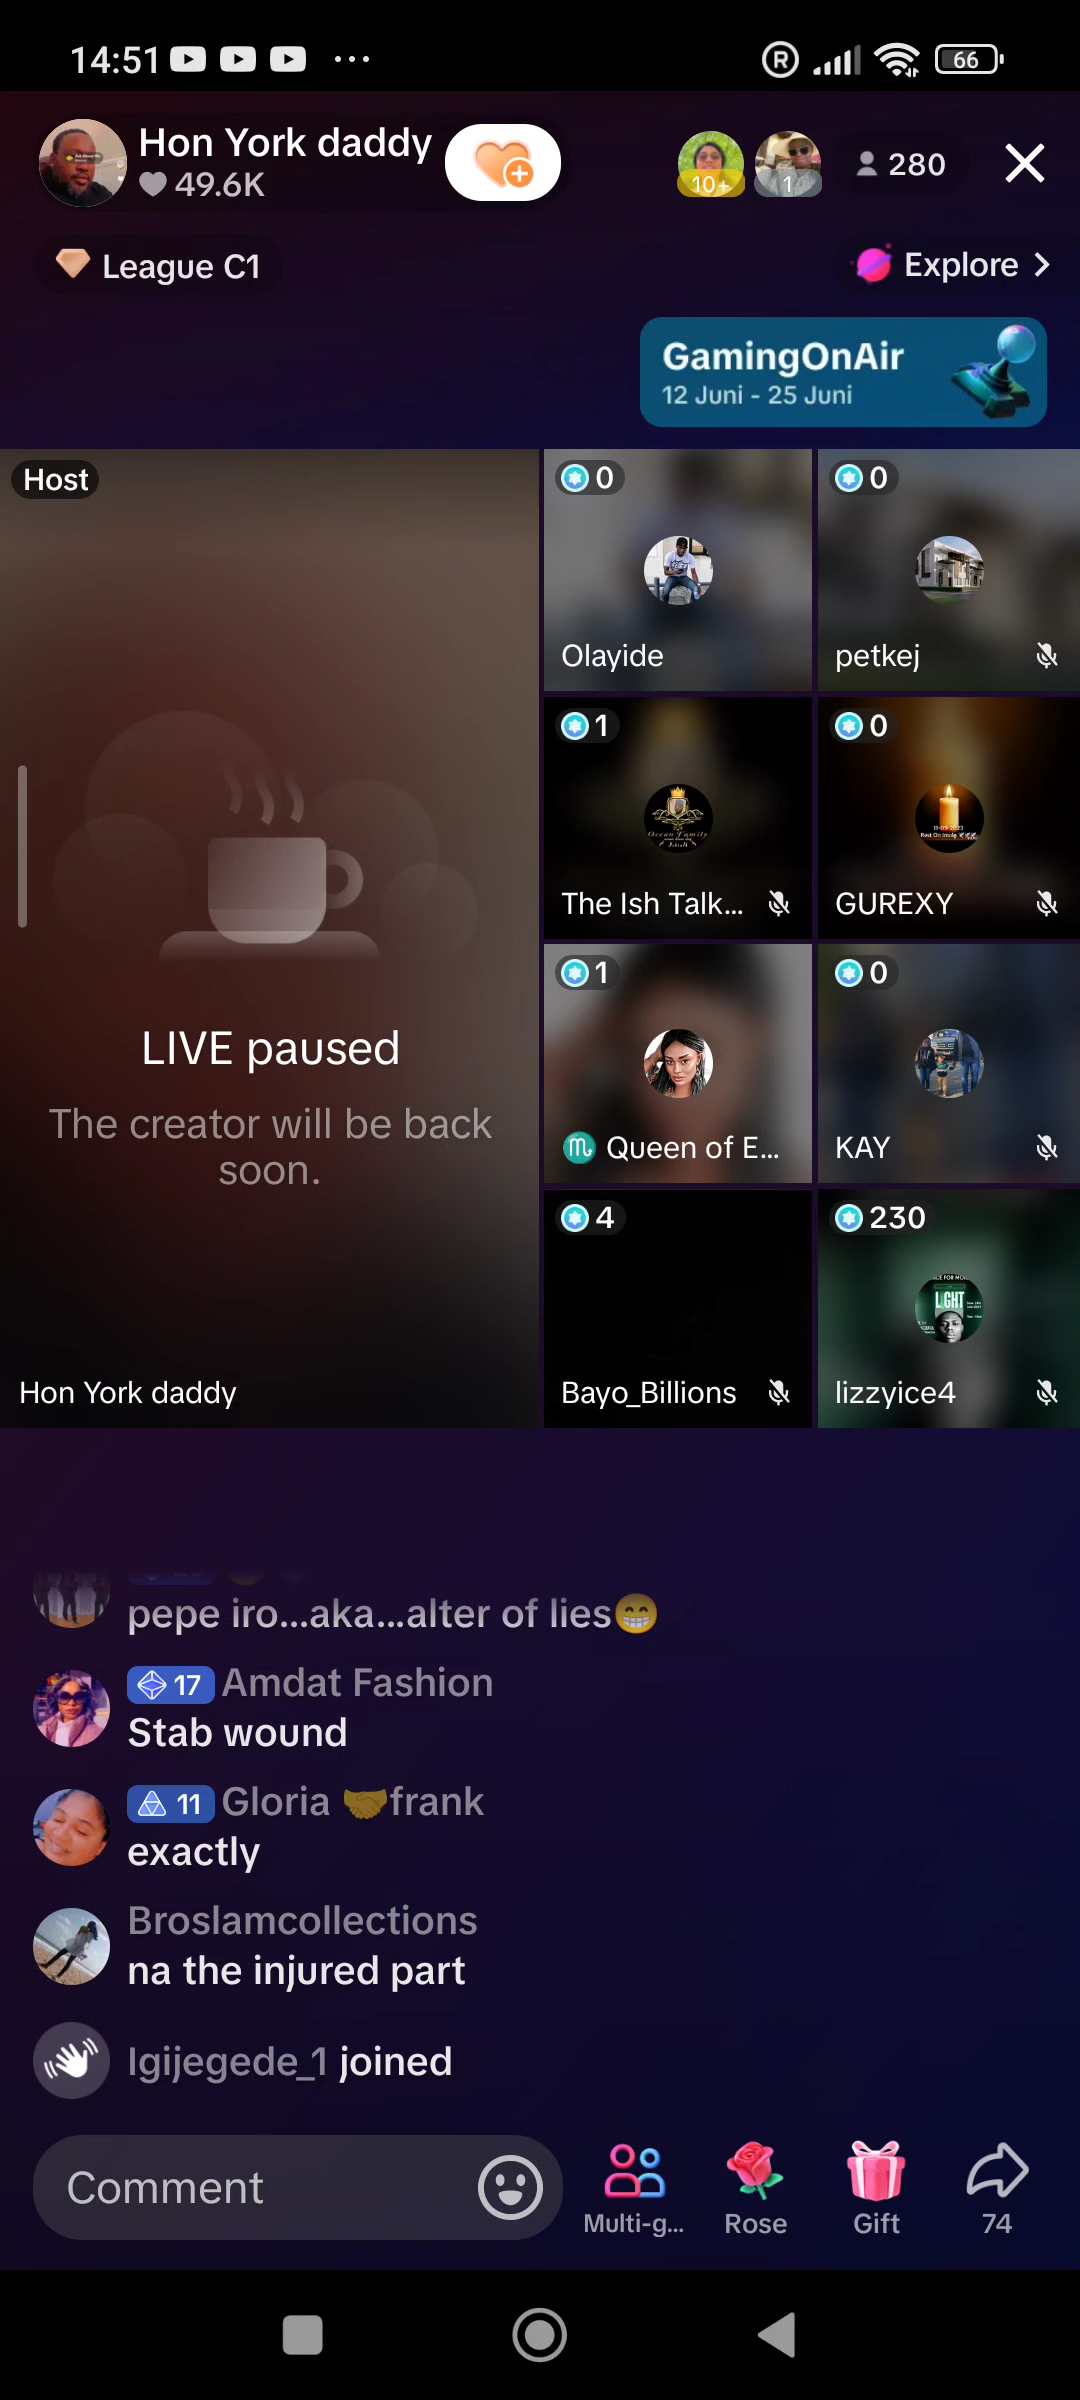 14:51
R
66
Hon York daddy
49.6K
10+
1
280
League C1
Explore
GamingOnAir
12 Juni - 25 Juni
Host
0
Olayide
0
petkej
1
The Ish Talk...
0
GUREXY
1
Queen of E...
0
KAY
4
Bayo_Billions
230
LIGHT
lizzyice4
LIVE paused
The creator will be back
soon.
Hon York daddy
pepe iro...aka...alter of lies😁
17 Amdat Fashion
Stab wound
11 Gloria 🤝frank
exactly
Broslamcollections
na the injured part
Igijegede_1 joined
Comment
Multi-g...
Rose
Gift
74